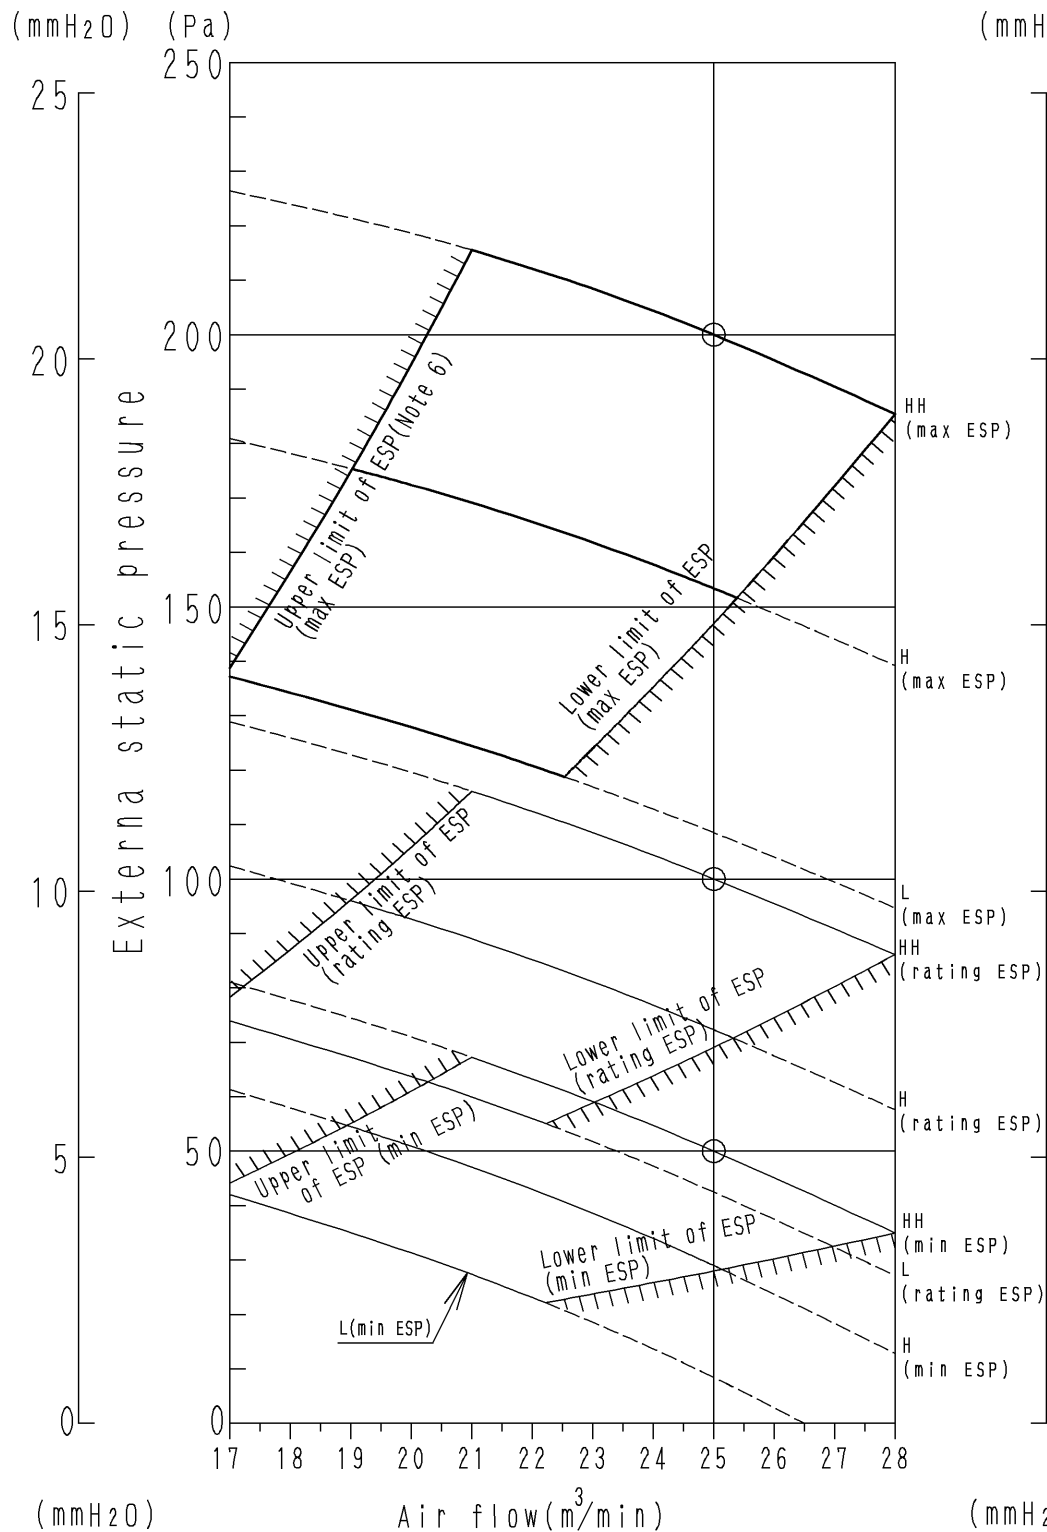 (mmH2O) (Pa) (mmH
250
25
200
20
Externa static pressure
Upper limit of ESP(Note 6)
(max ESP)
HH
(max ESP)
Lower limit of ESP
(max ESP)
150
15
H
(max ESP)
Upper limit of ESP
(rating ESP)
100
10
L
(max ESP)
HH
(rating ESP)
Lower limit of ESP
(rating ESP)
H
(rating ESP)
Upper limit
of ESP (min ESP)
50
5
Lower limit of ESP
(min ESP)
HH
(min ESP)
L
(rating ESP)
L(min ESP)
H
(min ESP)
0
0
17 18 19 20 21 22 23 24 25 26 27 28
Air flow(m3/min)
(mmH2O) (mmH2